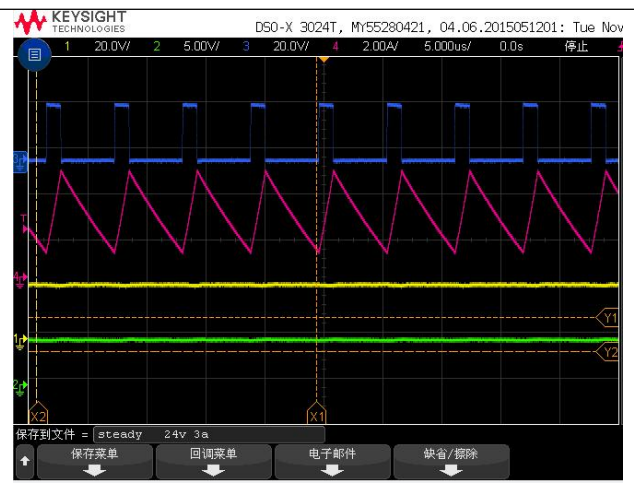 KEYSIGHT
TECHNOLOGIES
DSO-X 3024T, MY55280421, 04.06.2015051201: Tue Nov
1 20.0V/ 2 5.00V/ 3 20.0V/ 4 2.00A/ 5.000us/ 0.0s 停止
3
T
4
Y1
1
Y2
2
X2 X1
保存到文件 = steady 24v 3a
保存菜单 回调菜单 电子邮件 缺省/擦除